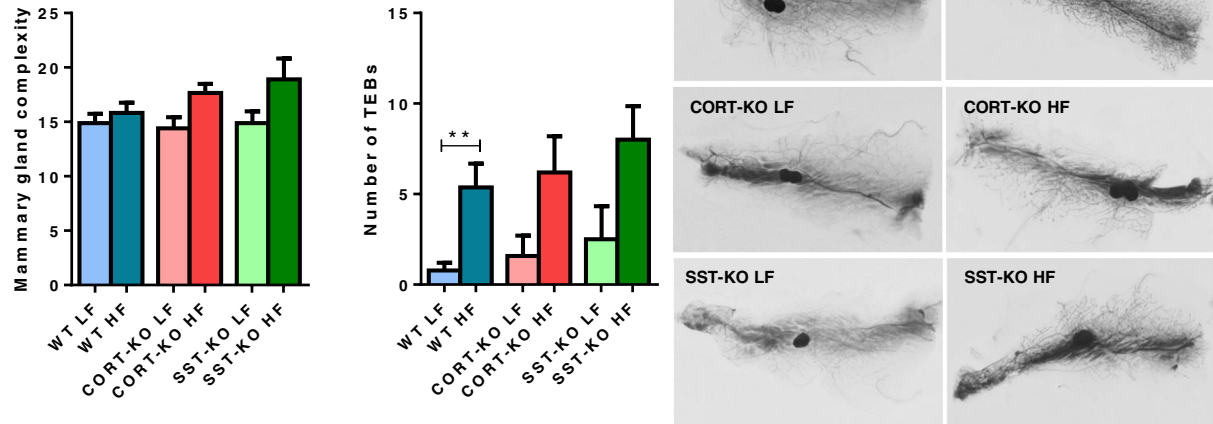 Mammary gland complexity
25
20
15
10
5
0
WT LF
WT HF
CORT-KO LF
CORT-KO HF
SST-KO LF
SST-KO HF
Number of TEBs
15
10
5
0
**
WT LF
WT HF
CORT-KO LF
CORT-KO HF
SST-KO LF
SST-KO HF
CORT-KO LF
CORT-KO HF
SST-KO LF
SST-KO HF